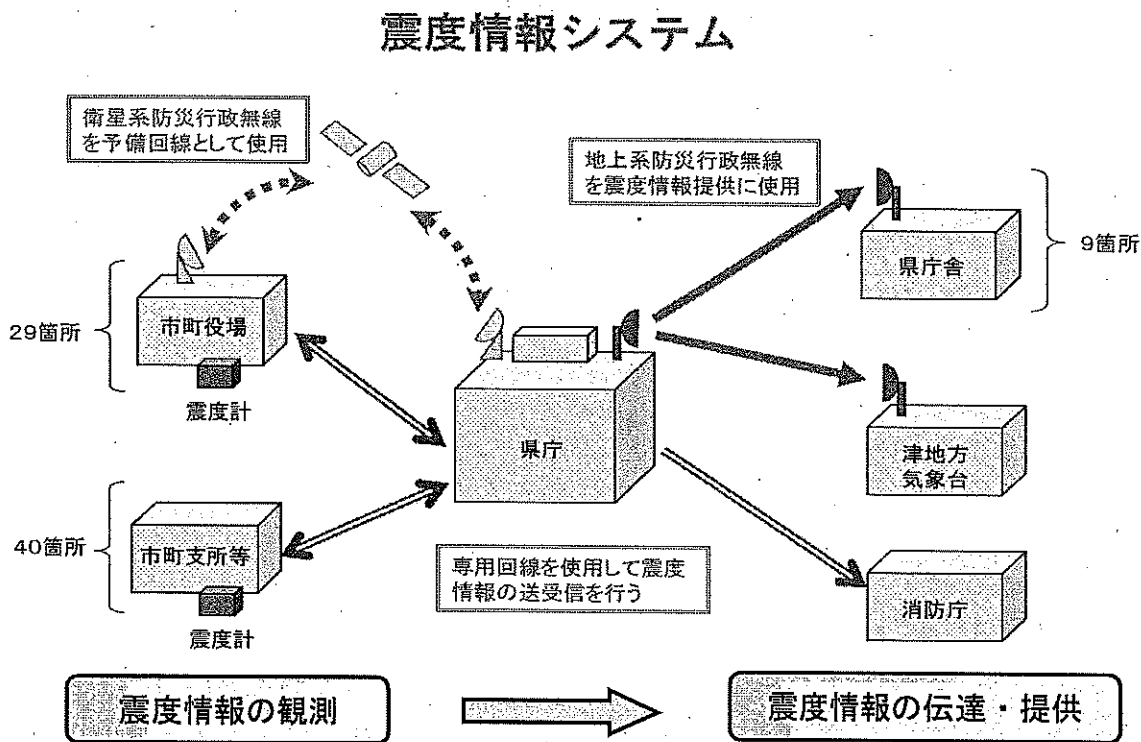 震度情報システム
衛星系防災行政無線
を予備回線として使用
地上系防災行政無線
を震度情報提供に使用
県庁舎
9箇所
29箇所
市町役場
震度計
県庁
津地方
気象台
40箇所
市町支所等
震度計
専用回線を使用して震度
情報の送受信を行う
消防庁
震度情報の観測
震度情報の伝達・提供